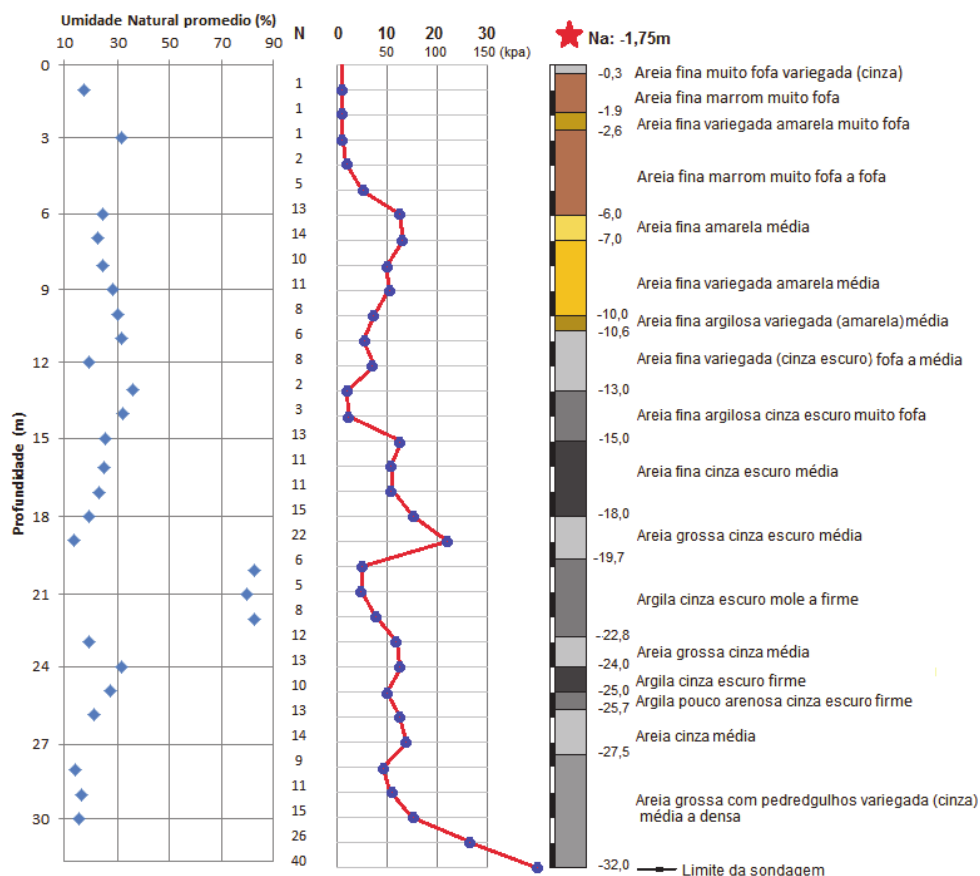 Umidade Natural promedio (%)
10 30 50 70 90
Profundidade (m)
0
3
6
9
12
15
18
21
24
27
30
N
0 10 20 30
50 100 150 (kpa)
1
1
1
2
5
13
14
10
11
8
6
8
2
3
13
11
11
15
22
6
5
8
12
13
10
13
14
9
11
15
26
40
Na: -1,75m
-0,3
-1.9
-2,6
-6,0
-7,0
-10,0
-10,6
-13,0
-15,0
-18,0
-19,7
-22,8
-24,0
-25,0
-25,7
-27,5
-32,0
Areia fina muito fofa variegada (cinza)
Areia fina marrom muito fofa
Areia fina variegada amarela muito fofa
Areia fina marrom muito fofa a fofa
Areia fina amarela média
Areia fina variegada amarela média
Areia fina argilosa variegada (amarela) média
Areia fina variegada (cinza escuro) fofa a média
Areia fina argilosa cinza escuro muito fofa
Areia fina cinza escuro média
Areia grossa cinza escuro média
Argila cinza escuro mole a firme
Areia grossa cinza média
Argila cinza escuro firme
Argila pouco arenosa cinza escuro firme
Areia cinza média
Areia grossa com pedredgulhos variegada (cinza)
média a densa
Limite da sondagem